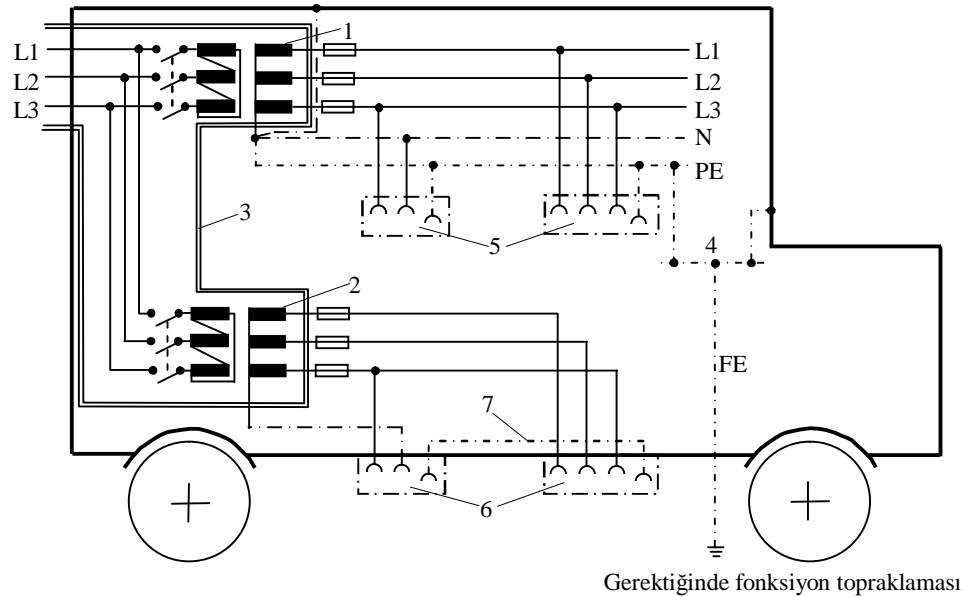 1
L1
L1
L2
L2
L3
L3
N
PE
3
5
4
2
FE
7
6
Gerektiğinde fonksiyon topraklaması